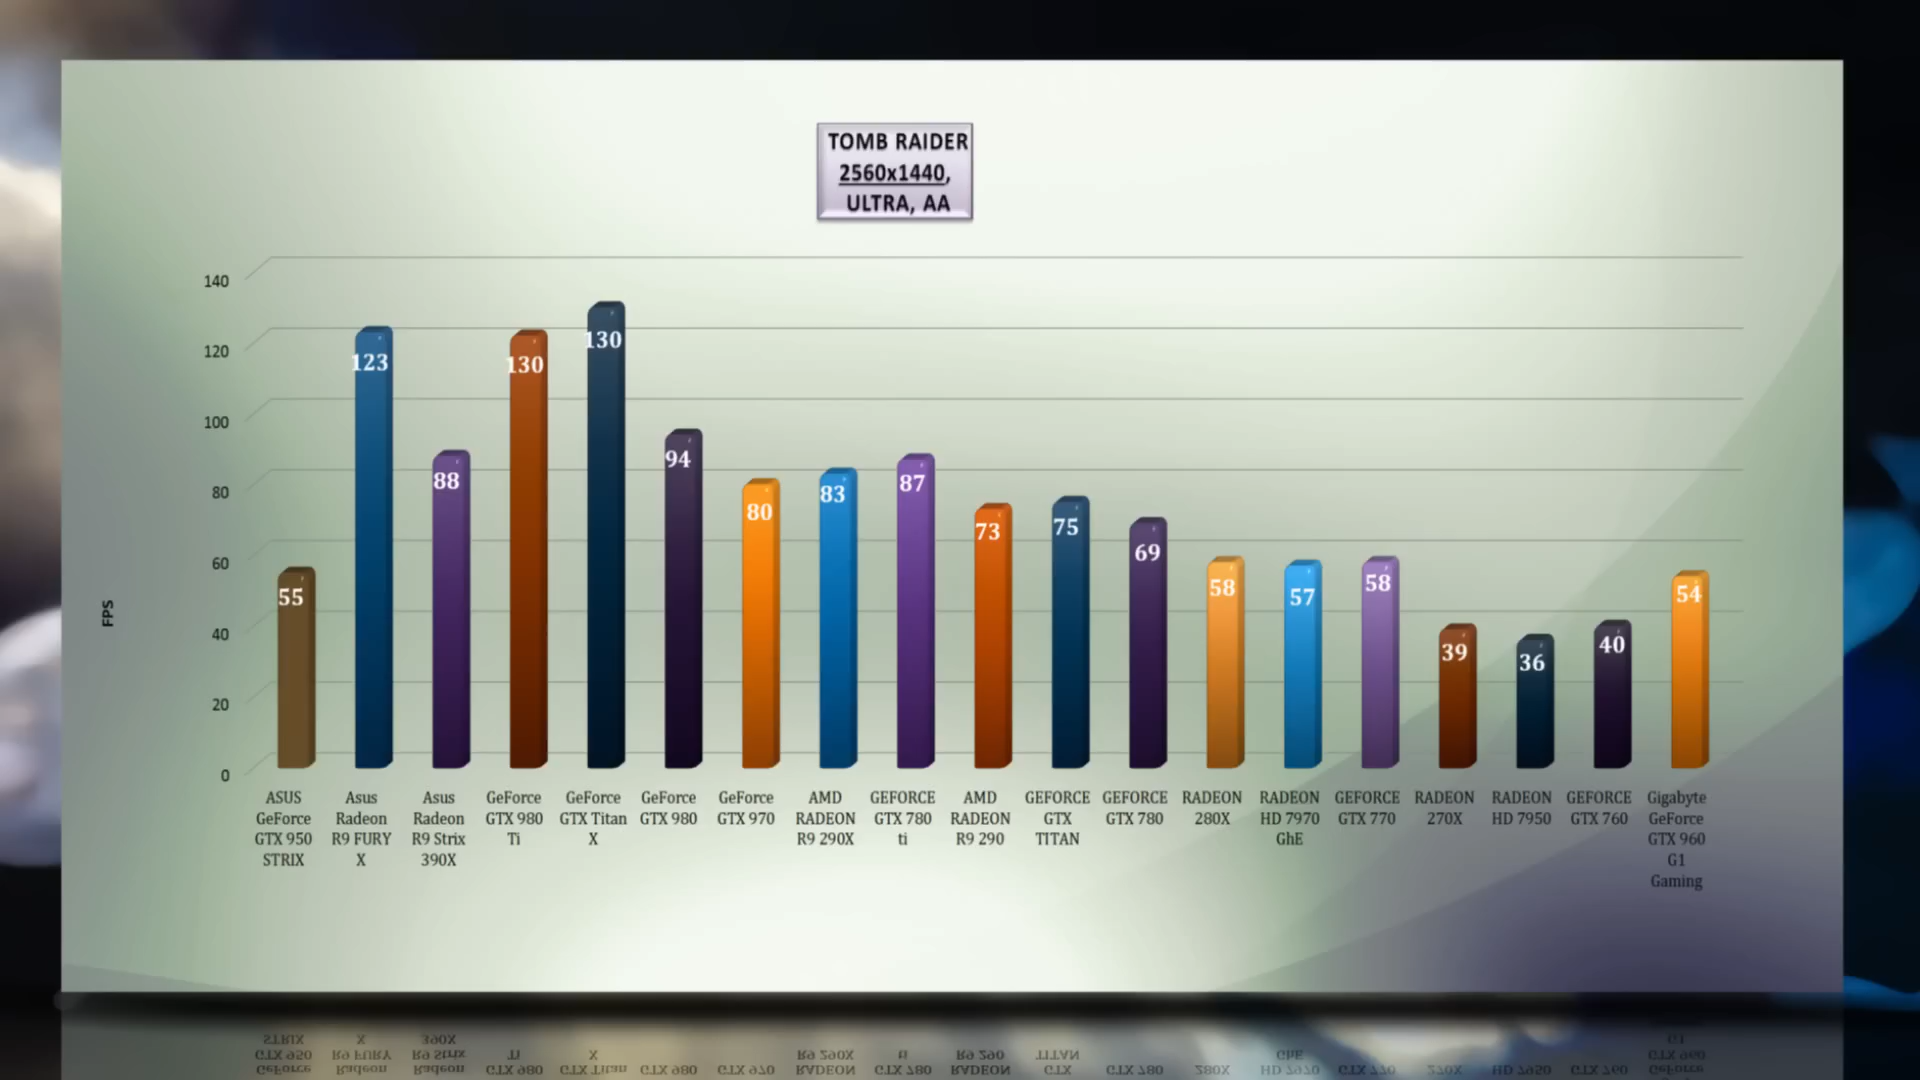 TOMB RAIDER
2560x1440,
ULTRA, AA
140
120
100
80
60
40
20
0
FPS
55
123
88
130
130
94
80
83
87
73
75
69
58
57
58
39
36
40
54
ASUS
GeForce
GTX 950
STRIX
Asus
Radeon
R9 FURY
X
Asus
Radeon
R9 Strix
390X
GeForce
GTX 980
Ti
GeForce
GTX Titan
X
GeForce
GTX 980
GeForce
GTX 970
AMD
RADEON
R9 290X
GEFORCE
GTX 780
ti
AMD
RADEON
R9 290
GEFORCE
GTX
TITAN
GEFORCE
GTX 780
RADEON
280X
RADEON
HD 7970
GhE
GEFORCE
GTX 770
RADEON
270X
RADEON
HD 7950
GEFORCE
GTX 760
Gigabyte
GeForce
GTX 960
G1
Gaming